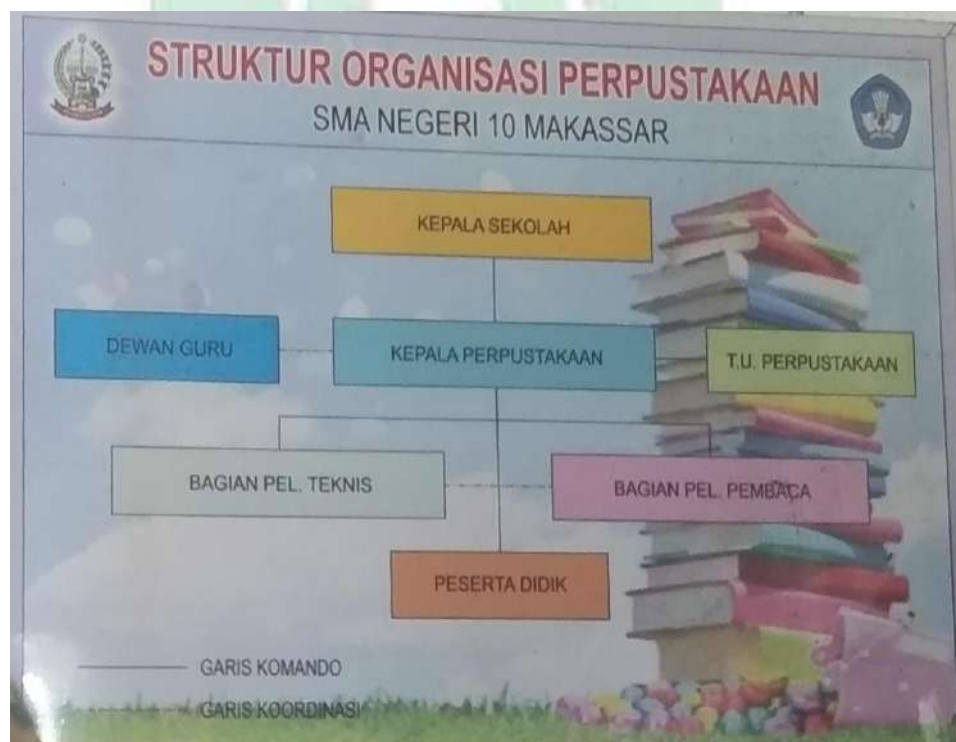 STRUKTUR ORGANISASI PERPUSTAKAAN
SMA NEGERI 10 MAKASSAR
KEPALA SEKOLAH
DEWAN GURU
KEPALA PERPUSTAKAAN
T.U. PERPUSTAKAAN
BAGIAN PEL. TEKNIS
BAGIAN PEL. PEMBACA
PESERTA DIDIK
GARIS KOMANDO
GARIS KOORDINASI